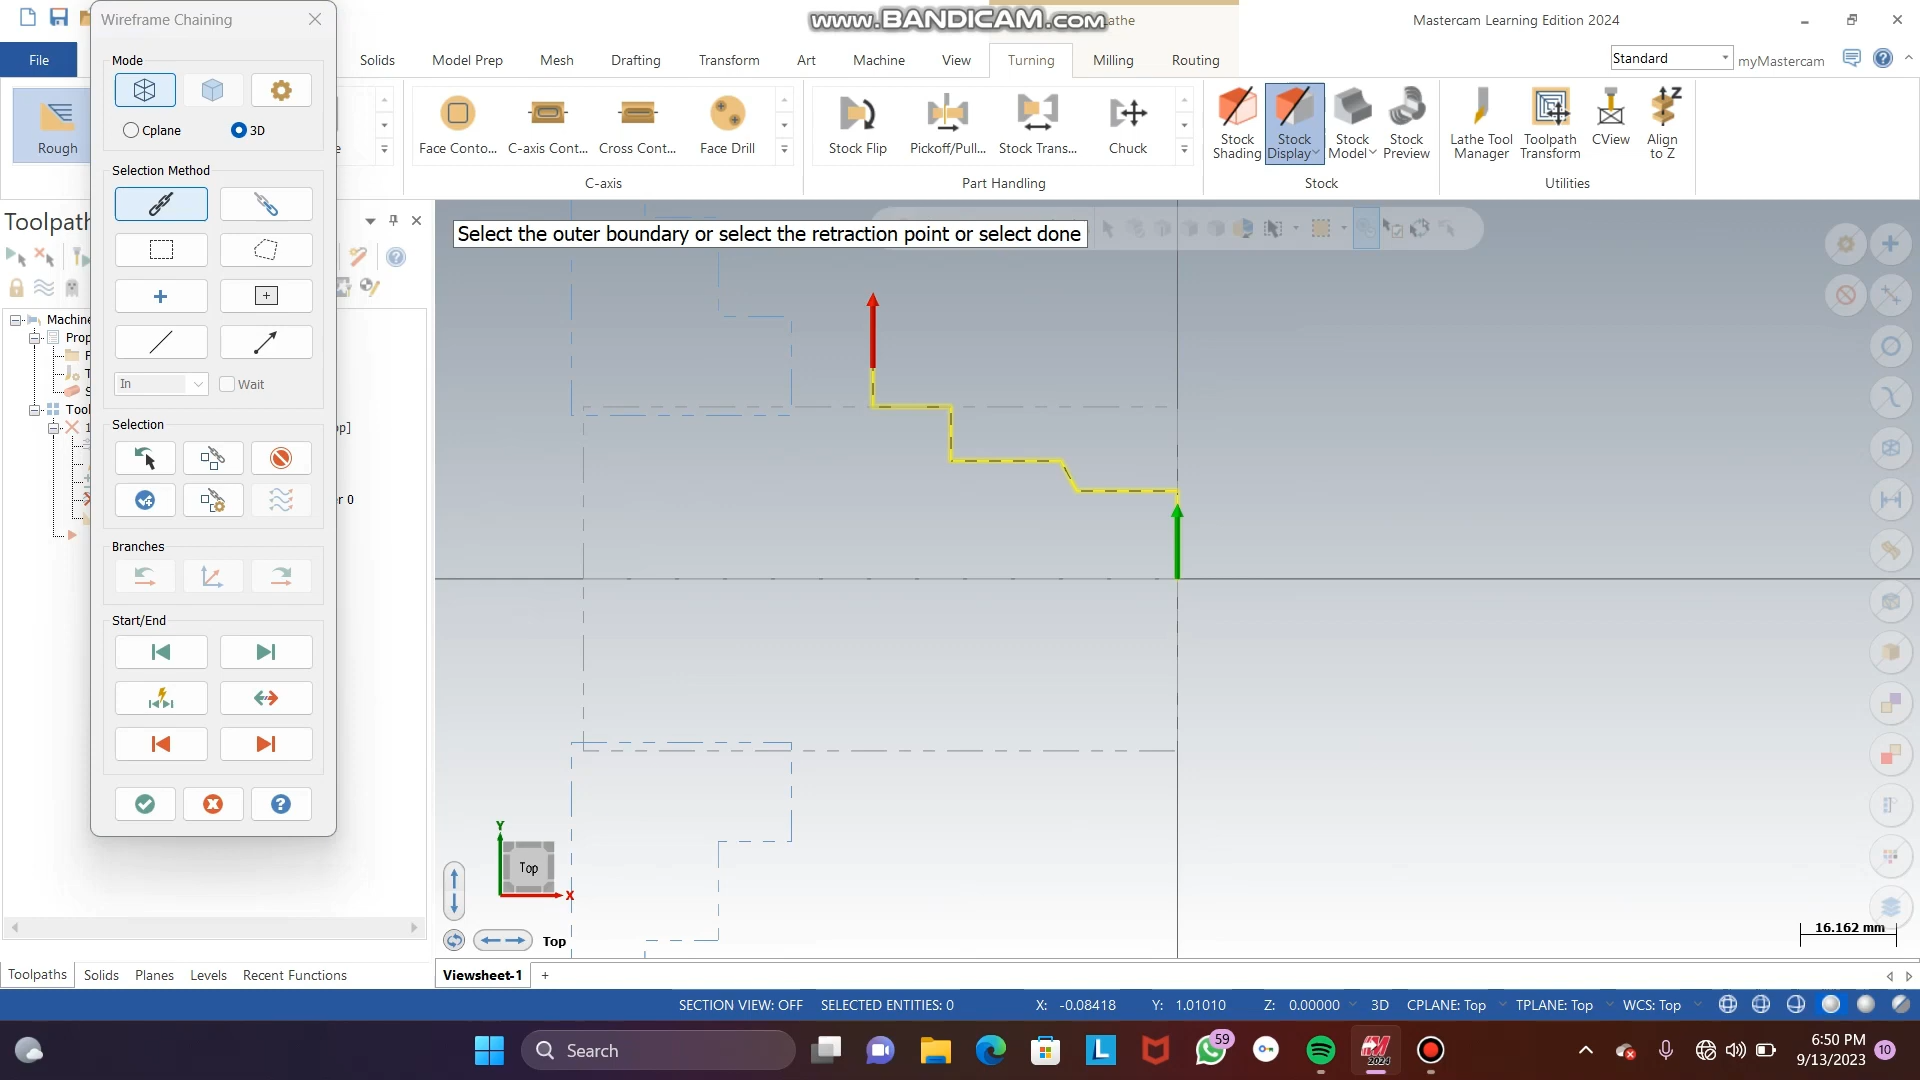 Wireframe Chaining
www.BANDICAM.com
Lathe
Mastercam Learning Edition 2024
File
Solids
Model Prep
Mesh
Drafting
Transform
Art
Machine
View
Turning
Milling
Routing
Standard
myMastercam
Mode
Cplane
3D
Rough
Face Conto...
C-axis Cont...
Cross Cont...
Face Drill
Stock Flip
Pickoff/Pull...
Stock Trans...
Chuck
Stock Shading
Stock Display
Stock Model
Stock Preview
Lathe Tool Manager
Toolpath Transform
CView
Align to Z
C-axis
Part Handling
Stock
Utilities
Selection Method
Toolpath
Select the outer boundary or select the retraction point or select done
Machine
Prop
Tool
In
Wait
Selection
op]
r 0
Branches
Start/End
Y
Top
X
Top
16.162 mm
Toolpaths
Solids
Planes
Levels
Recent Functions
Viewsheet-1
+
SECTION VIEW: OFF
SELECTED ENTITIES: 0
X: -0.08418
Y: 1.01010
Z: 0.00000
3D
CPLANE: Top
TPLANE: Top
WCS: Top
Search
L
59
2024
6:50 PM
9/13/2023
10